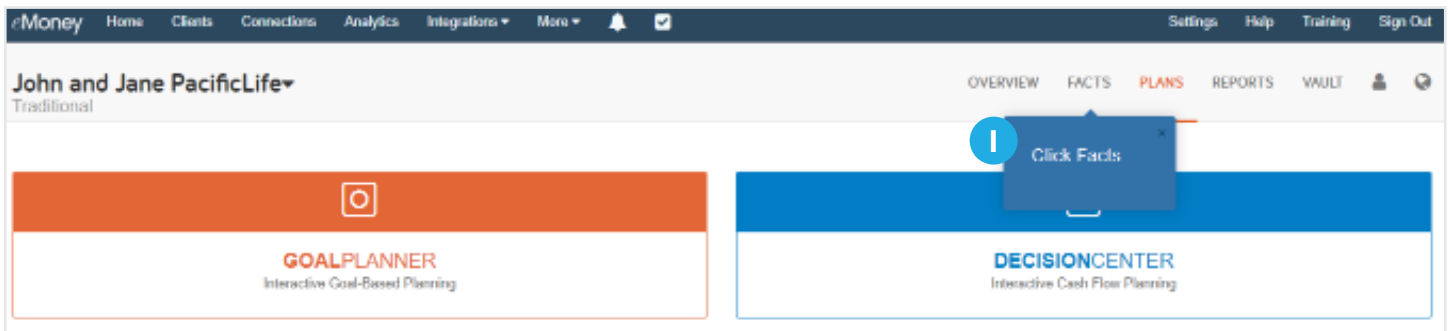 eMoney Home Clients Connections Analytics Integrations More Settings Help Training Sign Out
John and Jane PacificLife
Traditional
OVERVIEW FACTS PLANS REPORTS VAULT
I
Click Facts
×
GOALPLANNER
Interactive Goal-Based Planning
DECISIONCENTER
Interactive Cash Flow Planning